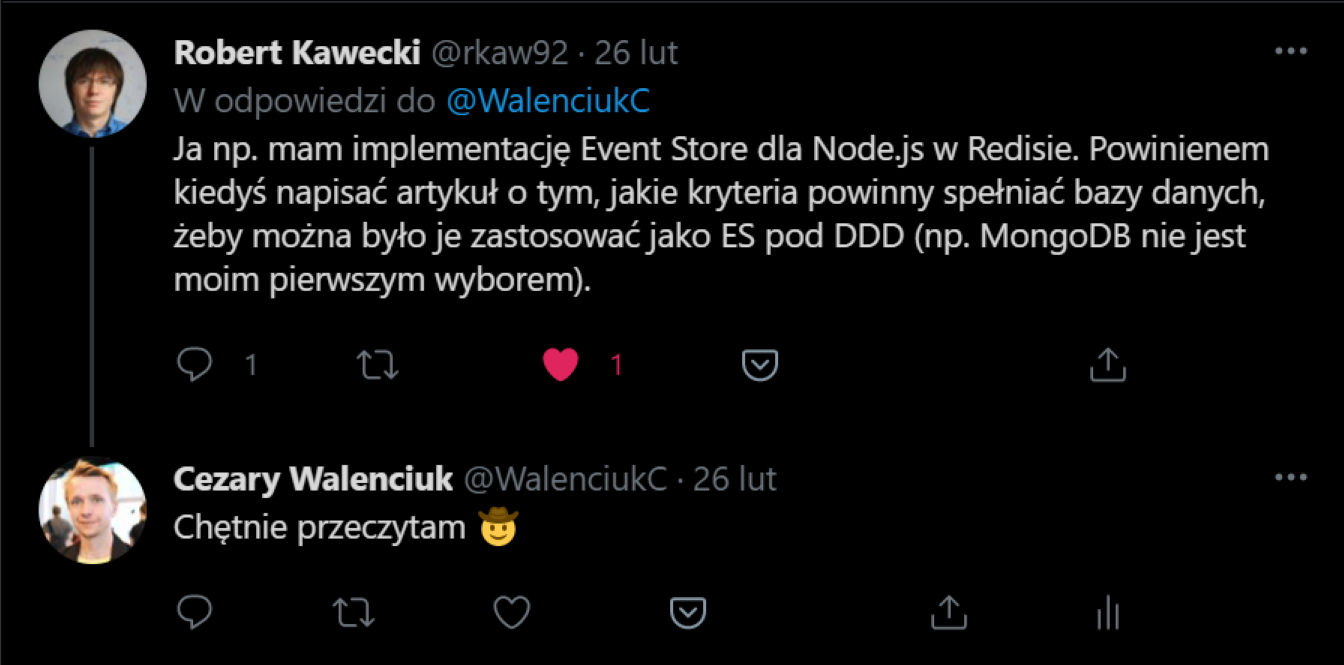 Robert Kawecki @rkaw92 · 26 lut
W odpowiedzi do @WalenciukC
Ja np. mam implementację Event Store dla Node.js w Redisie. Powinienem
kiedyś napisać artykuł o tym, jakie kryteria powinny spełniać bazy danych,
żeby można było je zastosować jako ES pod DDD (np. MongoDB nie jest
moim pierwszym wyborem).
1 1
Cezary Walenciuk @WalenciukC · 26 lut
Chętnie przeczytam 🤠